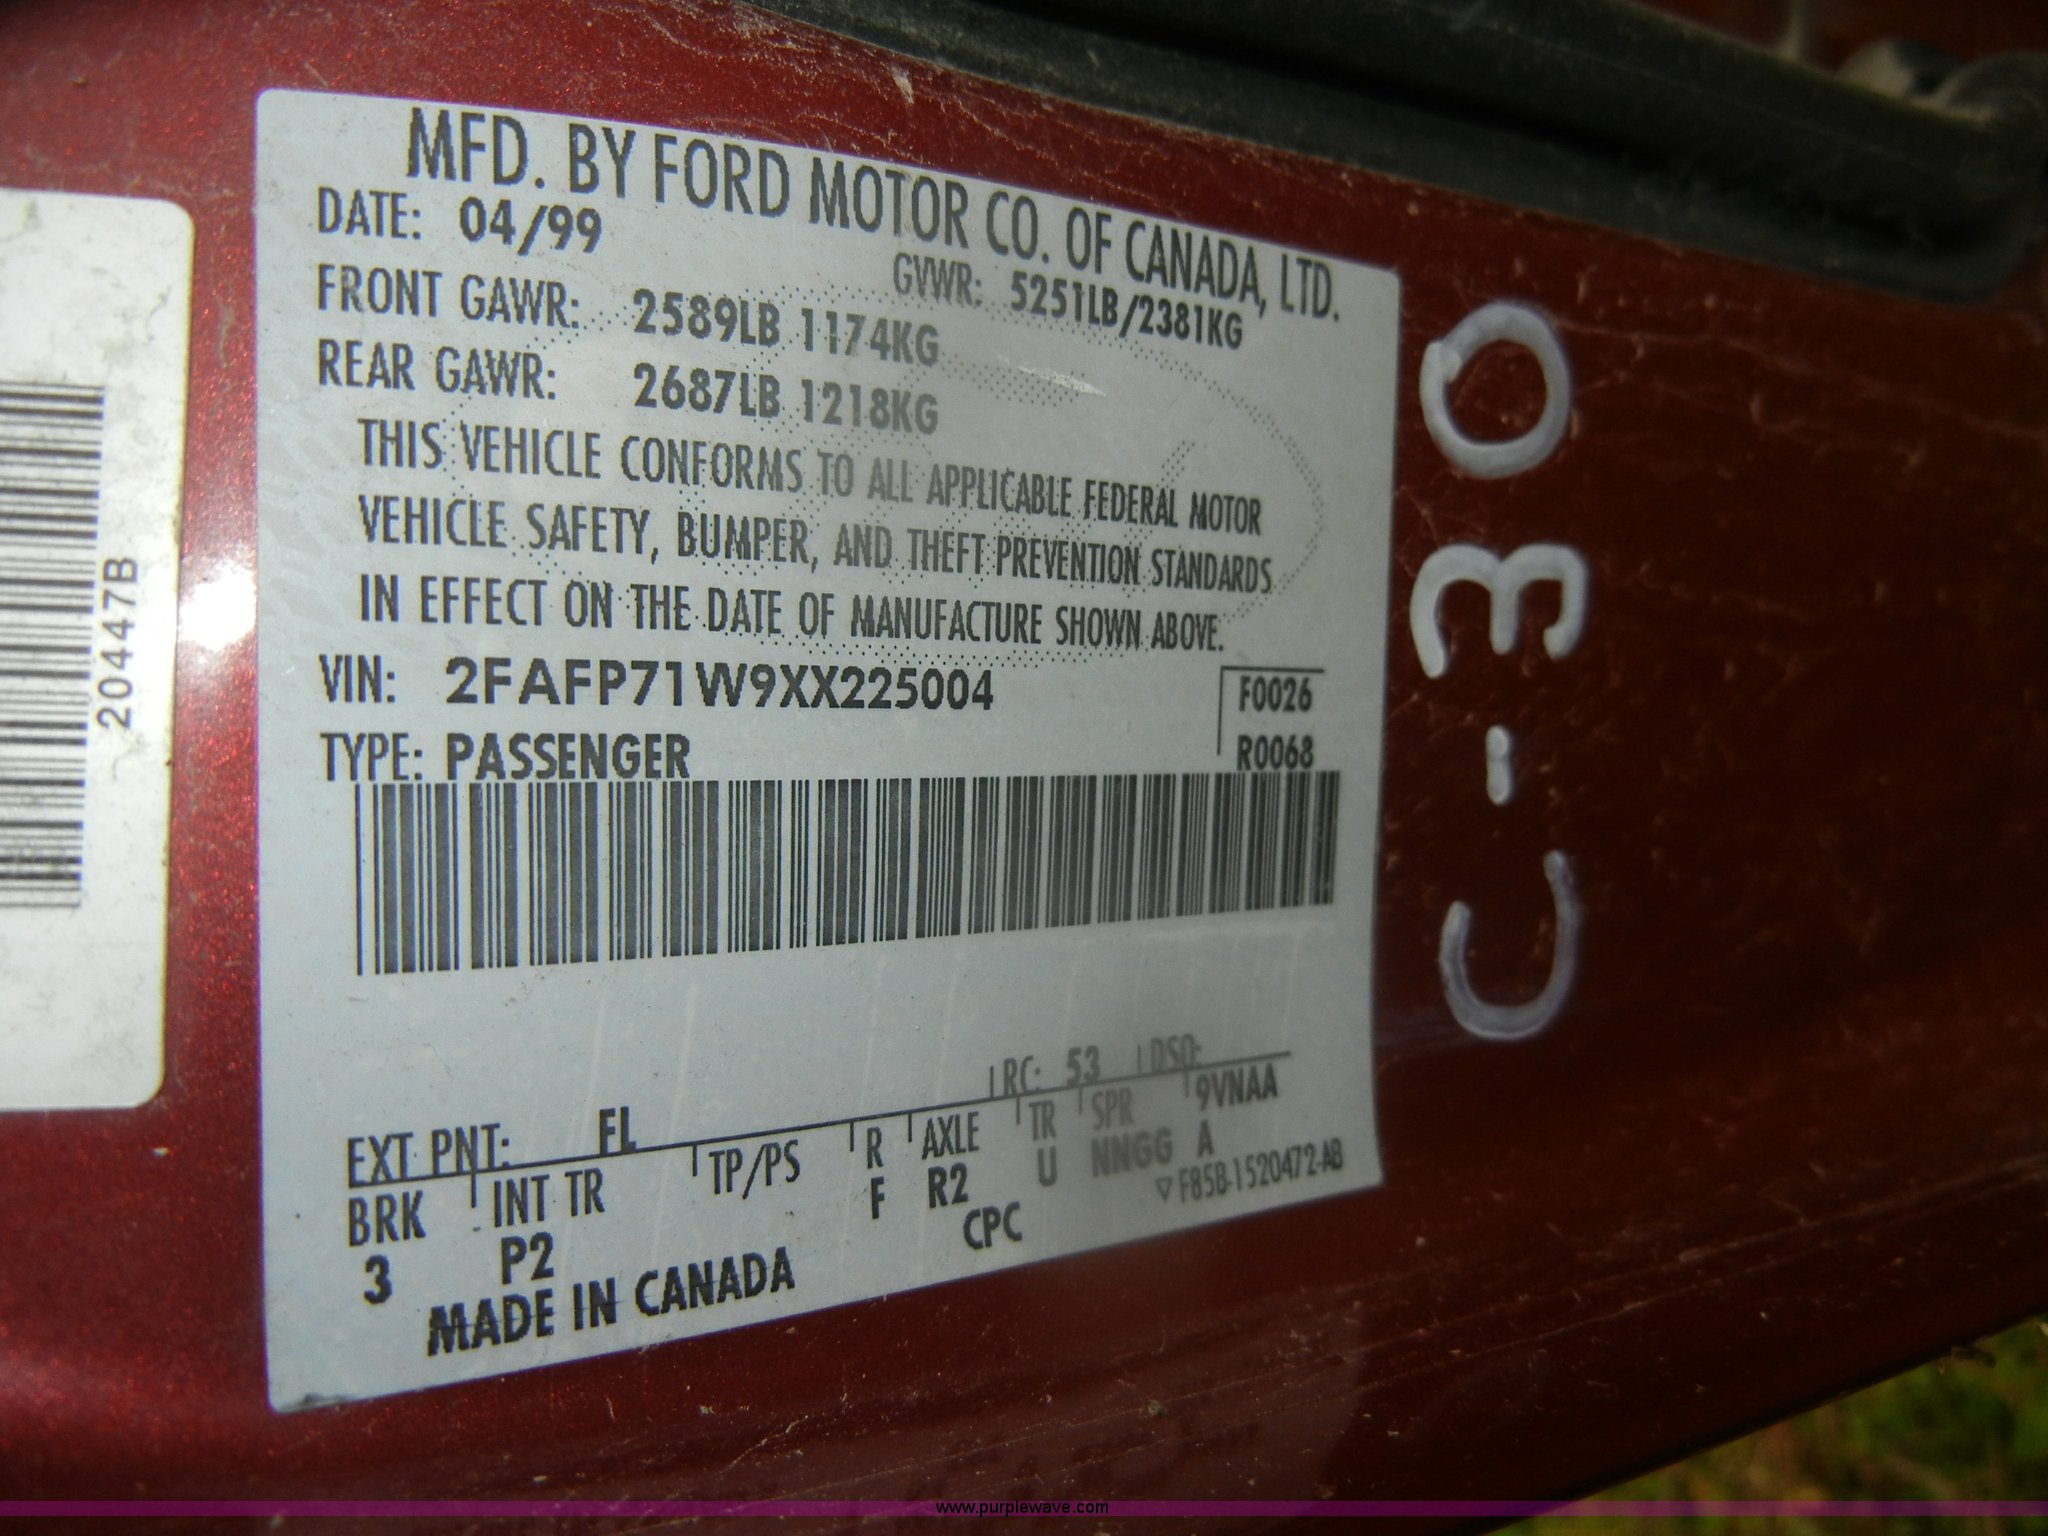 MFD. BY FORD MOTOR CO. OF CANADA, LTD.
DATE: 04/99
GVWR: 5251LB/2381KG
FRONT GAWR: 2589LB 1174KG
REAR GAWR: 2687LB 1218KG
THIS VEHICLE CONFORMS TO ALL APPLICABLE FEDERAL MOTOR
VEHICLE SAFETY, BUMPER, AND THEFT PREVENTION STANDARDS
IN EFFECT ON THE DATE OF MANUFACTURE SHOWN ABOVE.
VIN: 2FAFP71W9XX225004
F0026
TYPE: PASSENGER
R0068
EXT PNT: FL RC: 53 DSO:
BRK INT TR TP/PS R AXLE TR SPR 9VNAA
3 P2 F R2 U NNGG A
MADE IN CANADA CPC
▽F85B-1520472-AB
20447B
C-30
www.purplewave.com